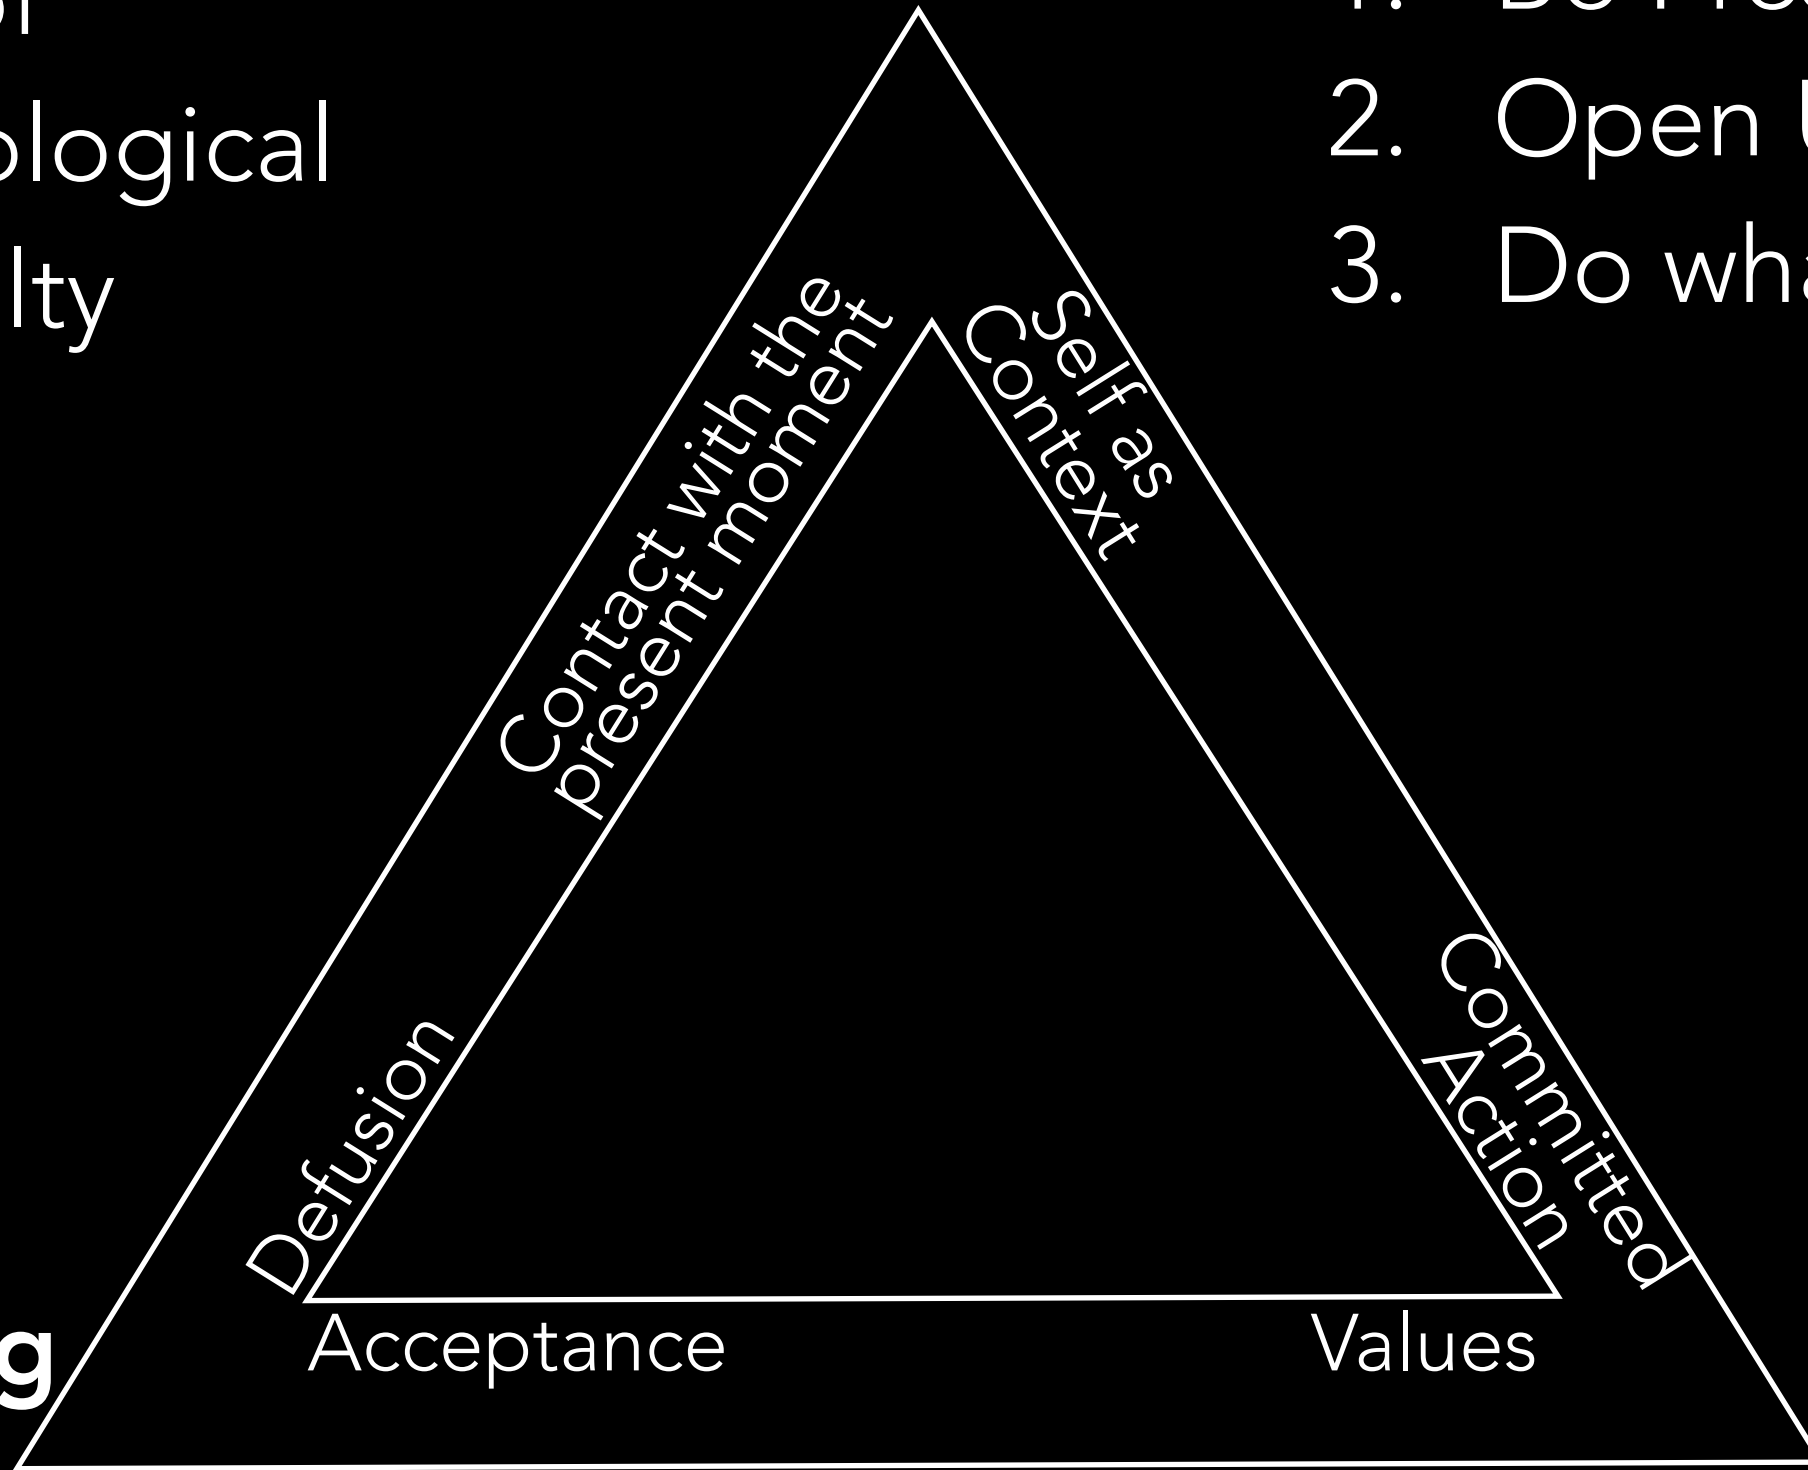 ological
lty
2. Open
3. Do
Contact with the
present moment
Self as
Context
Defusion
Committed
Action
Acceptance
Values
g